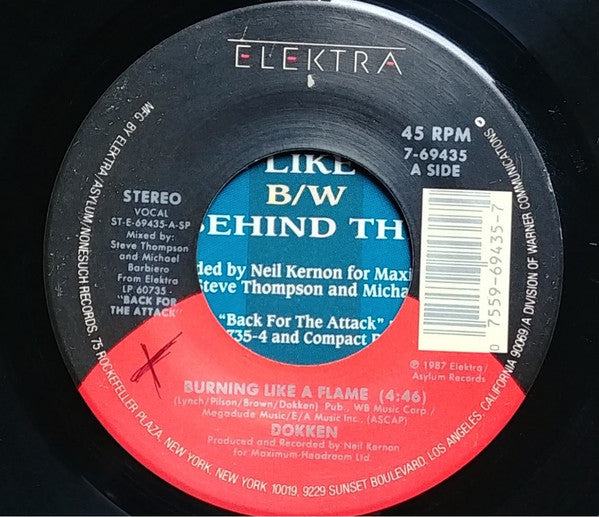 ELEKTRA
45 RPM
7-69435
A SIDE
STEREO
VOCAL
ST-E-69435-A-SP
Mixed by:
Steve Thompson
and Michael
Barbiero
From Elektra
LP 60735 -
"BACK FOR
THE ATTACK"
LIKE
B/W
BEHIND TH
ded by Neil Kernon for Maxi
Steve Thompson and Micha
"Back For The Attack"
735-4 and Compact
0 7559-69435-7
℗ 1987 Elektra/
Asylum Records
BURNING LIKE A FLAME (4:46)
(Lynch/Pilson/Brown/Dokken) Pub., WB Music Corp./
Megadude Music/E/A Music Inc., (ASCAP)
DOKKEN
Produced and Recorded by Neil Kernon
for Maximum-Headroom Ltd.
MFG BY ELEKTRA/ASYLUM/NONESUCH RECORDS, 75 ROCKEFELLER PLAZA, NEW YORK, NEW YORK 10019, 9229 SUNSET BOULEVARD, LOS ANGELES, CALIFORNIA 90069/A DIVISION OF WARNER COMMUNICATIONS